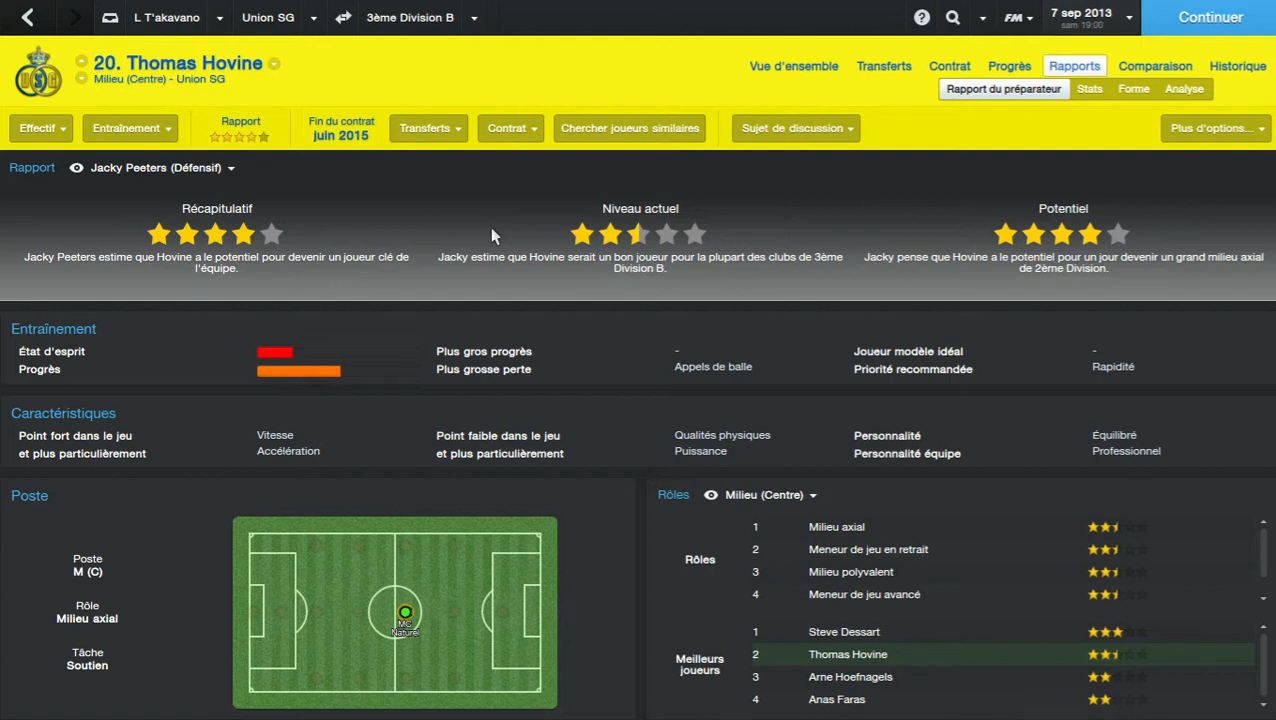 L T'akavano
Union SG
3ème Division B
?
FM
7 sep 2013
sam 19:00
Continuer
USG
20. Thomas Hovine
Milieu (Centre) - Union SG
Vue d'ensemble
Transferts
Contrat
Progrès
Rapports
Comparaison
Historique
Rapport du préparateur
Stats
Forme
Analyse
Effectif
Entraînement
Rapport
Fin du contrat
juin 2015
Transferts
Contrat
Chercher joueurs similaires
Sujet de discussion
Plus d'options...
Rapport
Jacky Peeters (Défensif)
Récapitulatif
Jacky Peeters estime que Hovine a le potentiel pour devenir un joueur clé de
l'équipe.
Niveau actuel
Jacky estime que Hovine serait un bon joueur pour la plupart des clubs de 3ème
Division B.
Potentiel
Jacky pense que Hovine a le potentiel pour un jour devenir un grand milieu axial
de 2ème Division.
Entraînement
État d'esprit
Plus gros progrès
-
Joueur modèle idéal
-
Progrès
Plus grosse perte
Appels de balle
Priorité recommandée
Rapidité
Caractéristiques
Point fort dans le jeu
Vitesse
Point faible dans le jeu
Qualités physiques
Personnalité
Équilibré
et plus particulièrement
Accélération
et plus particulièrement
Puissance
Personnalité équipe
Professionnel
Poste
Poste
M (C)
Rôle
Milieu axial
Tâche
Soutien
MC
Naturel
Rôles
Milieu (Centre)
Rôles
1 Milieu axial
2 Meneur de jeu en retrait
3 Milieu polyvalent
4 Meneur de jeu avancé
Meilleurs
joueurs
1 Steve Dessart
2 Thomas Hovine
3 Arne Hoefnagels
4 Anas Faras